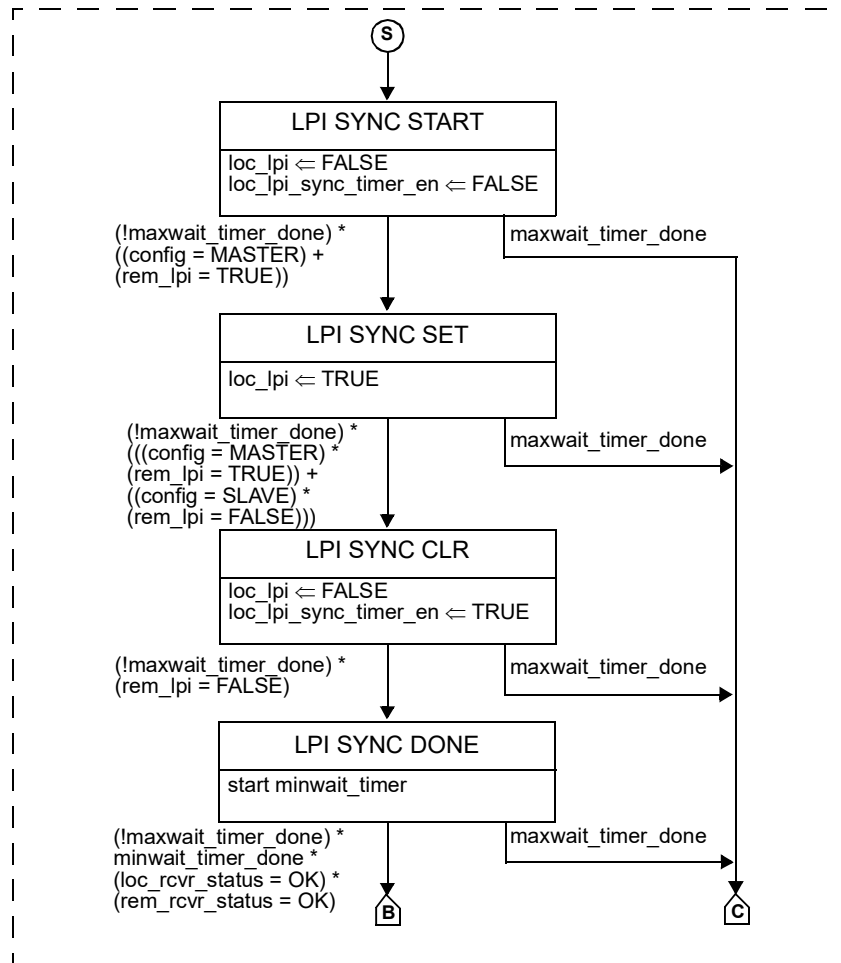 S
LPI SYNC START
loc_lpi ⇐ FALSE
loc_lpi_sync_timer_en ⇐ FALSE
(!maxwait_timer_done) *
((config = MASTER) +
(rem_lpi = TRUE))
maxwait_timer_done
LPI SYNC SET
loc_lpi ⇐ TRUE
(!maxwait_timer_done) *
(((config = MASTER) *
(rem_lpi = TRUE)) +
((config = SLAVE) *
(rem_lpi = FALSE)))
maxwait_timer_done
LPI SYNC CLR
loc_lpi ⇐ FALSE
loc_lpi_sync_timer_en ⇐ TRUE
(!maxwait_timer_done) *
(rem_lpi = FALSE)
maxwait_timer_done
LPI SYNC DONE
start minwait_timer
(!maxwait_timer_done) *
minwait_timer_done *
(loc_rcvr_status = OK) *
(rem_rcvr_status = OK)
maxwait_timer_done
B
C